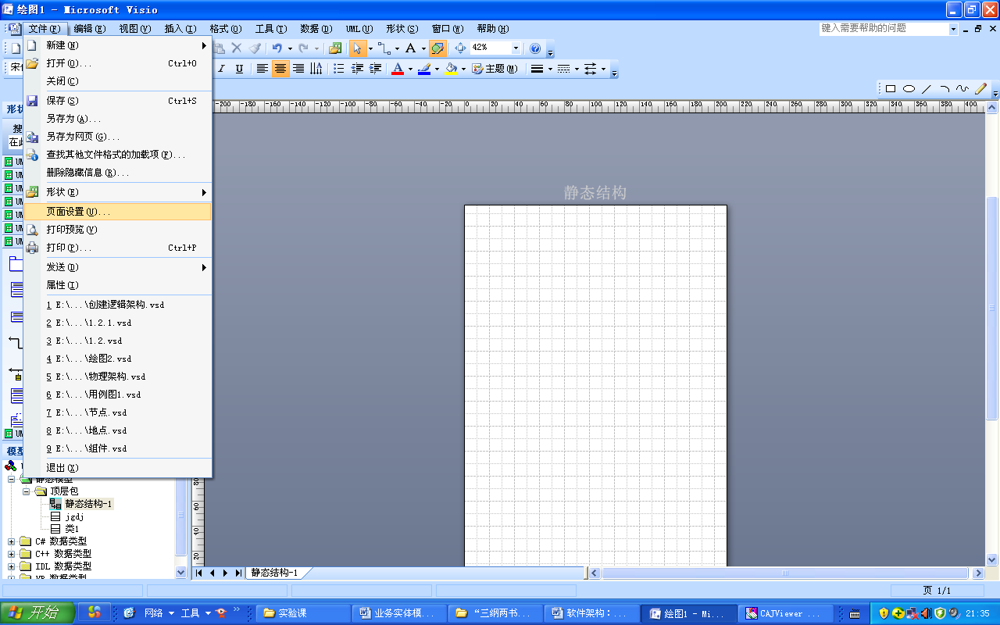 绘图1 - Microsoft Visio
文件(F) 编辑(E) 视图(V) 插入(I) 格式(O) 工具(T) 数据(D) UML(U) 形状(S) 窗口(W) 帮助(H) 键入需要帮助的问题
42%
I U A 主题(M)
新建(N)
打开(O)... Ctrl+O
关闭(C)
保存(S) Ctrl+S
另存为(A)...
另存为网页(G)...
查找其他文件格式的加载项(F)...
删除隐藏信息(R)...
形状(E)
页面设置(U)...
打印预览(V)
打印(P)... Ctrl+P
发送(D)
属性(I)
1 E:\...\创建逻辑架构.vsd
2 E:\...\1.2.1.vsd
3 E:\...\1.2.vsd
4 E:\...\绘图2.vsd
5 E:\...\物理架构.vsd
6 E:\...\用例图1.vsd
7 E:\...\节点.vsd
8 E:\...\地点.vsd
9 E:\...\组件.vsd
退出(X)
-200 -180 -160 -140 -120 -100 -80 -60 -40 -20 0 20 40 60 80 100 120 140 160 180 200 220 240 260 280 300 320 340 360 380 400
静态结构
静态模型
顶层包
静态结构-1
jgdj
类1
C# 数据类型
C++ 数据类型
IDL 数据类型
VB 数据类型
80
60
40
20
静态结构-1
页 1/1
开始 网络 工具 » 实验课 业务实体模... “三纲两书... 软件架构：... 绘图1 - Mi... CAJViewer ... 21:35